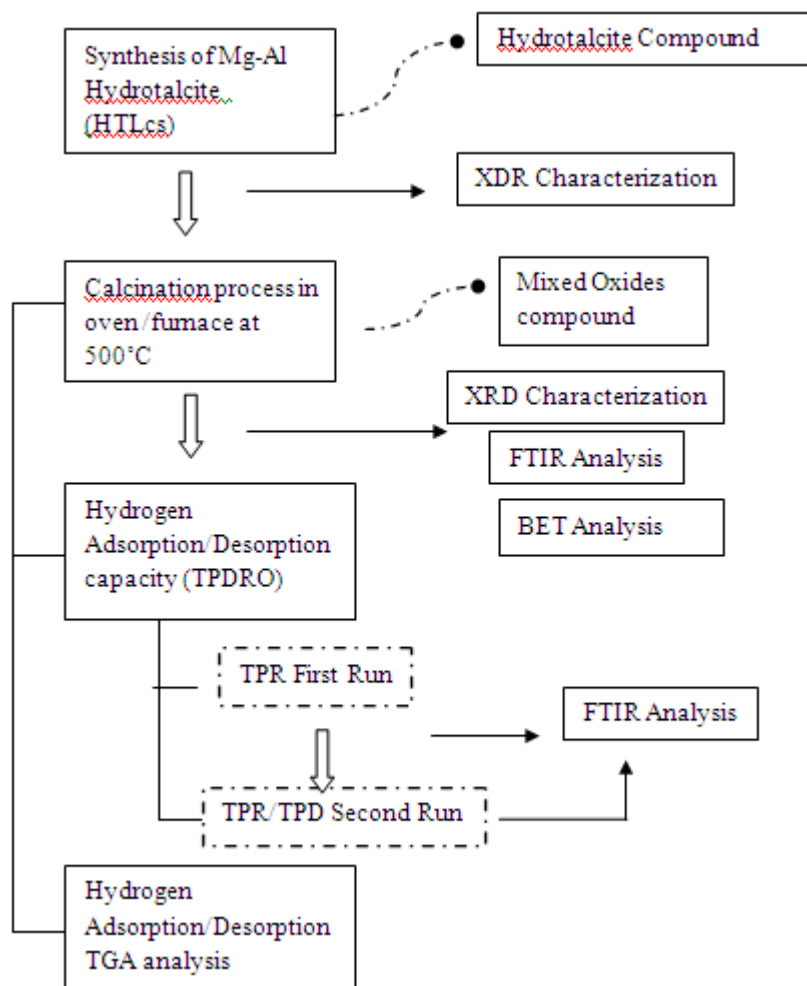 Synthesis of Mg-Al
Hydrotalcite
(HTLcs)
Hydrotalcite Compound
XDR Characterization
Calcination process in
oven/furnace at
500°C
Mixed Oxides
compound
XRD Characterization
FTIR Analysis
BET Analysis
Hydrogen
Adsorption/Desorption
capacity (TPDRO)
TPR First Run
FTIR Analysis
TPR/TPD Second Run
Hydrogen
Adsorption/Desorption
TGA analysis